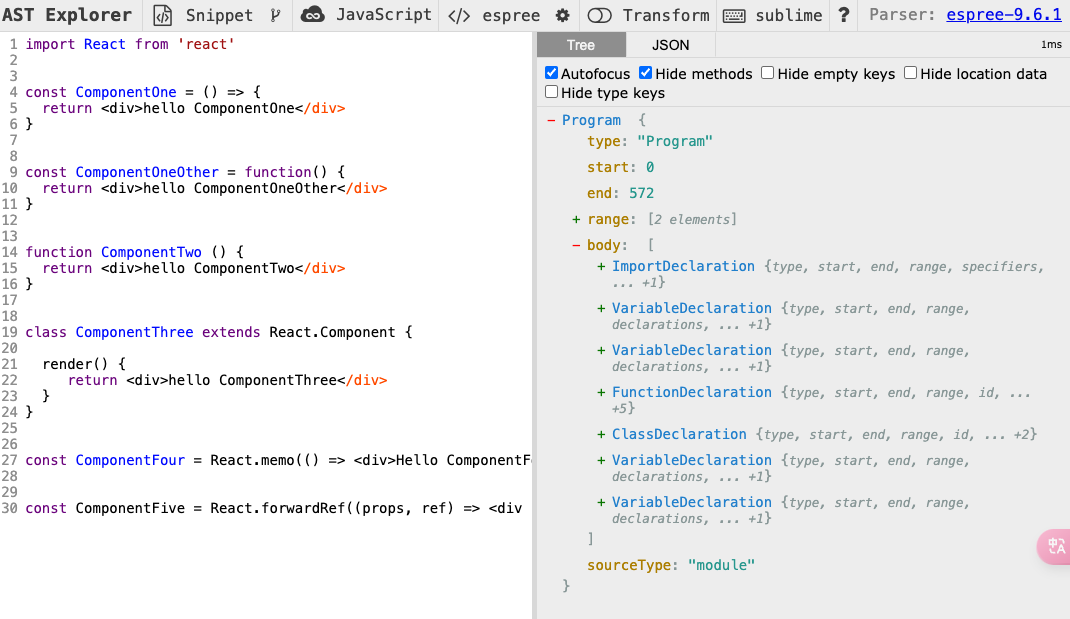 AST Explorer Snippet JavaScript </> espree Transform sublime ? Parser: espree-9.6.1
Tree JSON 1ms
Autofocus Hide methods Hide empty keys Hide location data
Hide type keys
1 import React from 'react'
2
3
4 const ComponentOne = () => {
5 return <div>hello ComponentOne</div>
6 }
7
8
9 const ComponentOneOther = function() {
10 return <div>hello ComponentOneOther</div>
11 }
12
13
14 function ComponentTwo () {
15 return <div>hello ComponentTwo</div>
16 }
17
18
19 class ComponentThree extends React.Component {
20
21 render() {
22 return <div>hello ComponentThree</div>
23 }
24 }
25
26
27 const ComponentFour = React.memo(() => <div>Hello ComponentF
28
29
30 const ComponentFive = React.forwardRef((props, ref) => <div
− Program {
type: "Program"
start: 0
end: 572
+ range: [2 elements]
− body: [
+ ImportDeclaration {type, start, end, range, specifiers,
... +1}
+ VariableDeclaration {type, start, end, range,
declarations, ... +1}
+ VariableDeclaration {type, start, end, range,
declarations, ... +1}
+ FunctionDeclaration {type, start, end, range, id, ...
+5}
+ ClassDeclaration {type, start, end, range, id, ... +2}
+ VariableDeclaration {type, start, end, range,
declarations, ... +1}
+ VariableDeclaration {type, start, end, range,
declarations, ... +1}
]
sourceType: "module"
}
中A